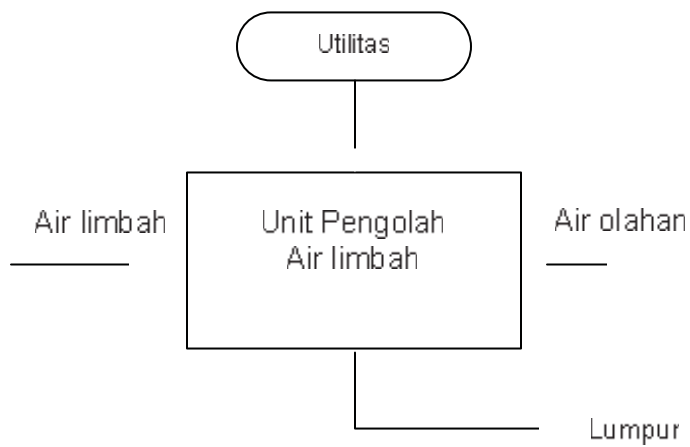 Utilitas
Air limbah
Unit Pengolah
Air limbah
Air olahan
Lumpur